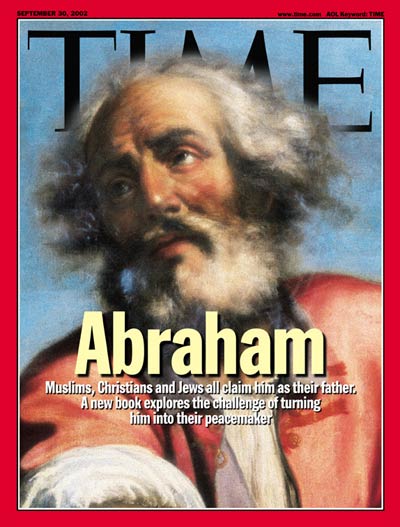 SEPTEMBER 30, 2002 www.time.com AOL Keyword: TIME
TIME
Abraham
Muslims, Christians and Jews all claim him as their father.
A new book explores the challenge of turning
him into their peacemaker